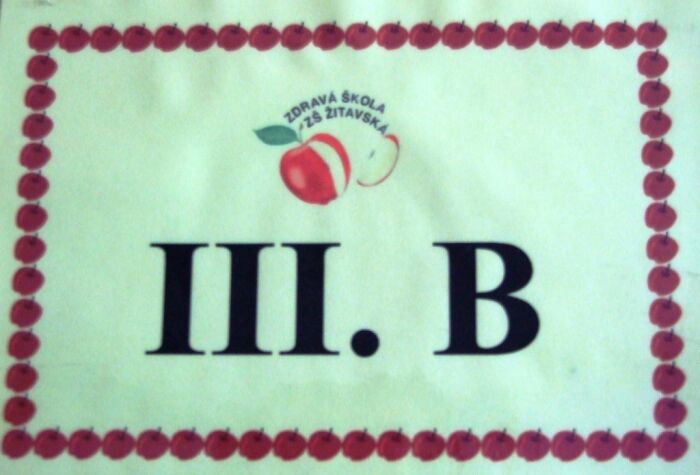 ZDRAVÁ ŠKOLA
ZŠ ŽITAVSKÁ
III. B